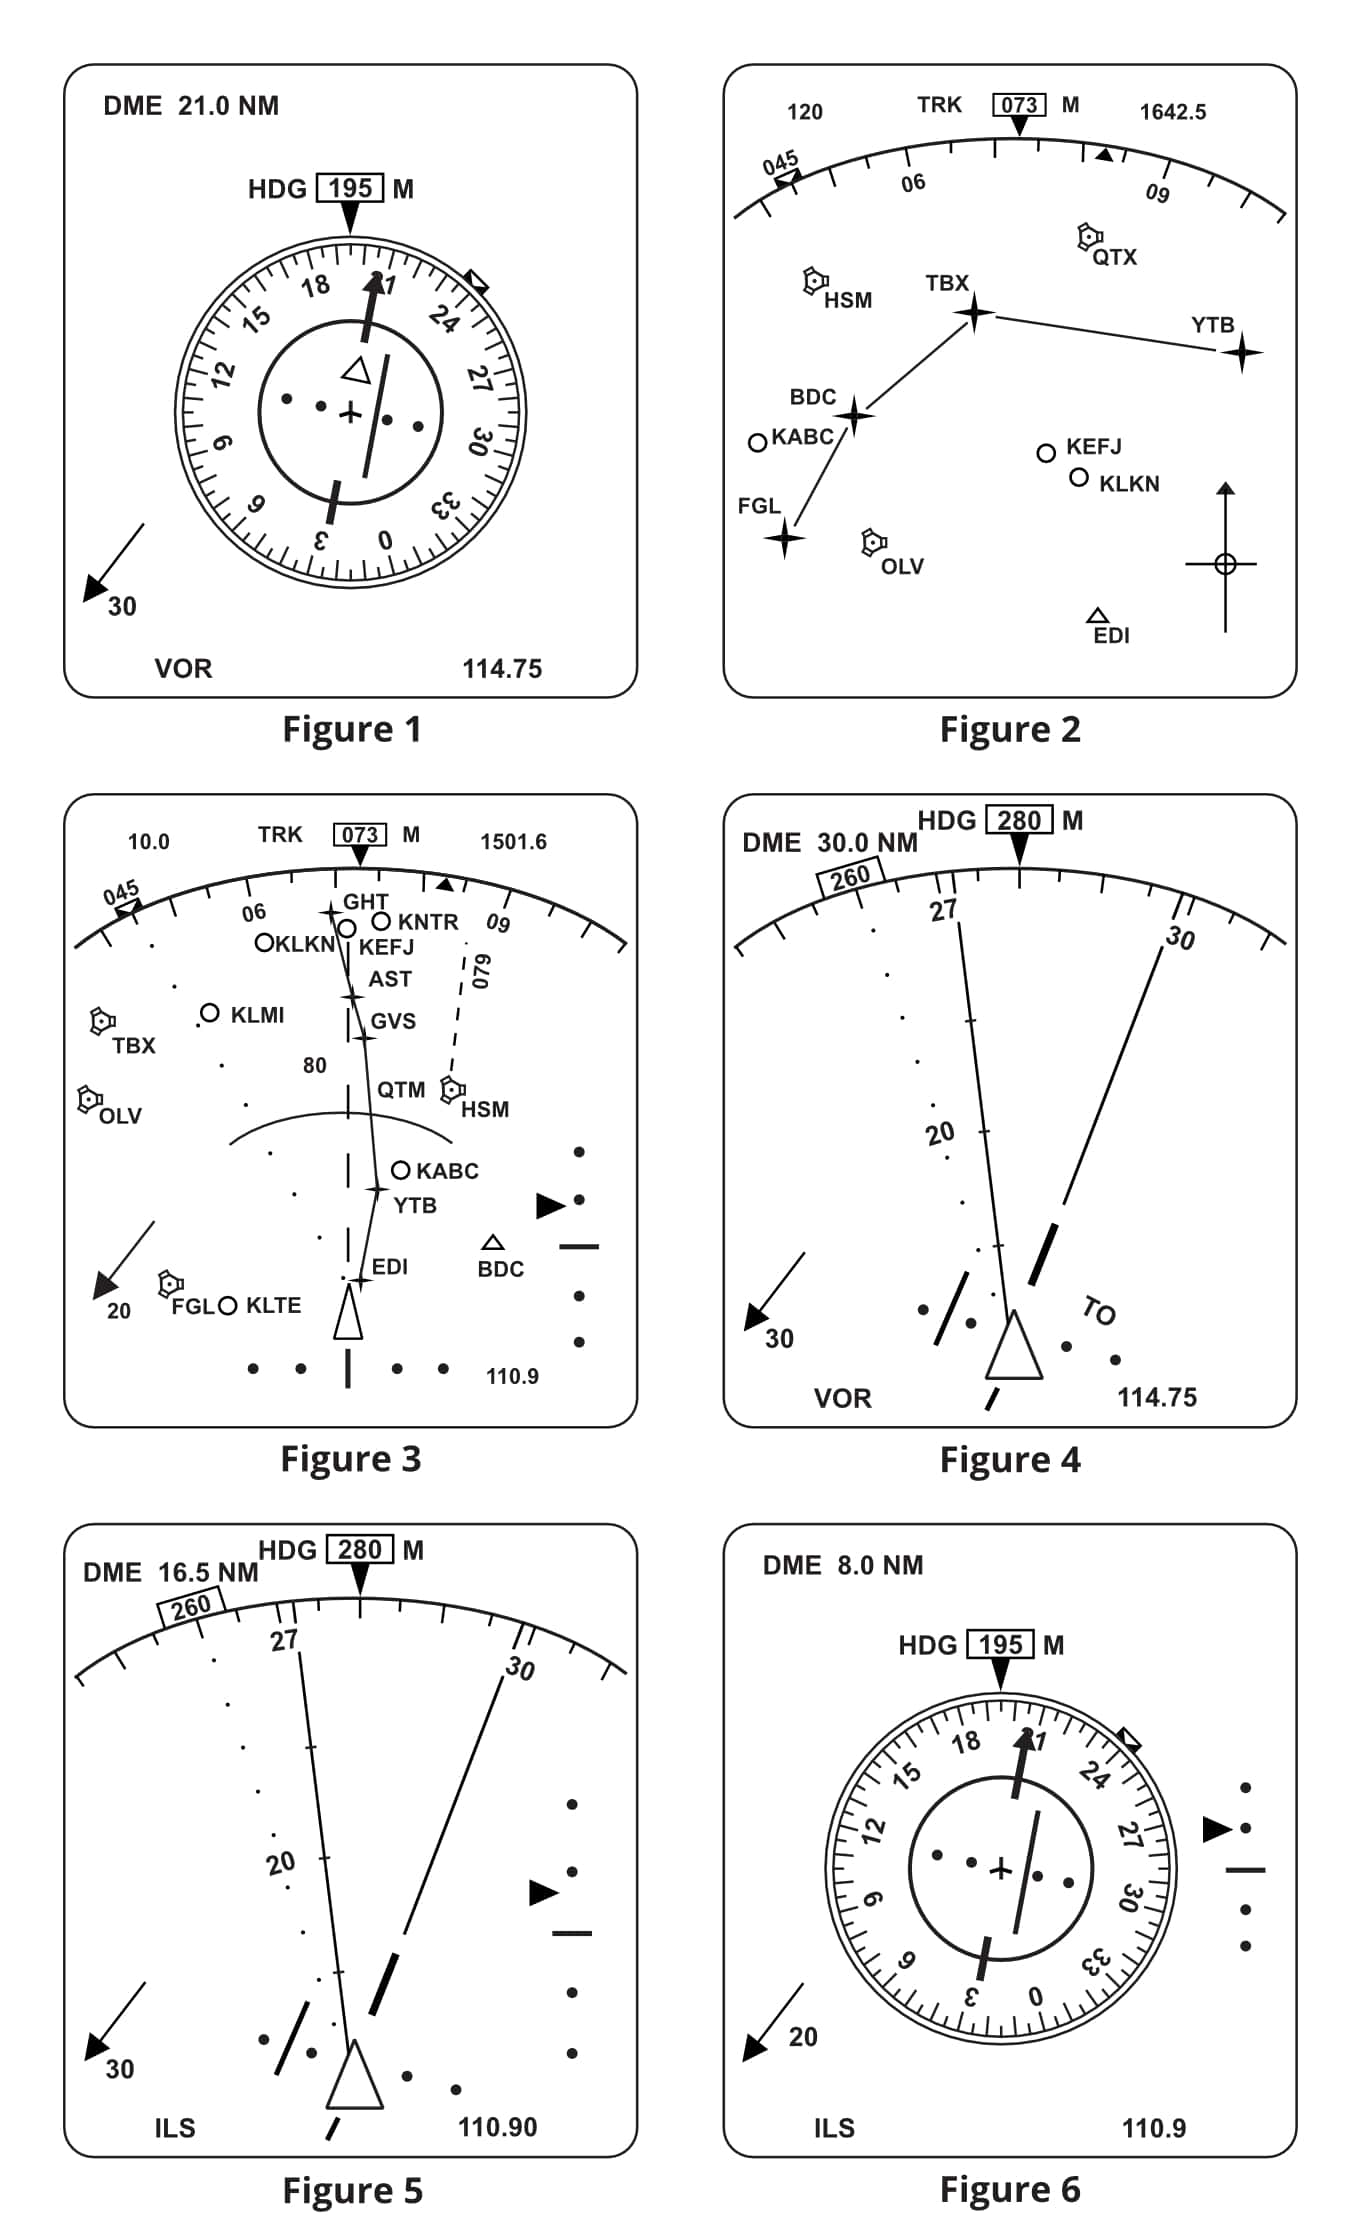 DME 21.0 NM
HDG 195 M
18 21 24 27 30 33 0 3 6 9 12 15
30
VOR 114.75
Figure 1
120 TRK 073 M 1642.5
045 06 09
QTX
HSM
TBX
YTB
BDC
KABC
KEFJ
KLKN
FGL
OLV
EDI
Figure 2
10.0 TRK 073 M 1501.6
045 06 09
GHT
KNTR
KLKN KEFJ
079
AST
KLMI GVS
TBX
80
QTM
OLV HSM
KABC
YTB
EDI BDC
20 FGL KLTE
110.9
Figure 3
HDG 280 M
DME 30.0 NM
260 27 30
20
TO
30
VOR 114.75
Figure 4
HDG 280 M
DME 16.5 NM
260 27 30
20
30
ILS 110.90
Figure 5
DME 8.0 NM
HDG 195 M
18 21 24 27 30 33 0 3 6 9 12 15
20
ILS 110.9
Figure 6